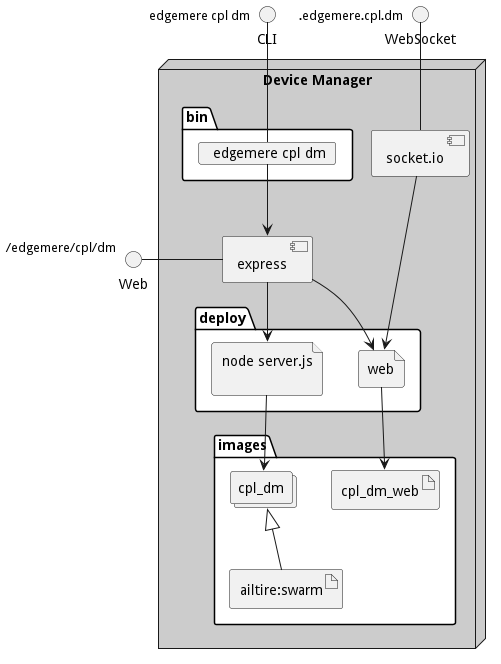 edgemere cpl dm
.edgemere.cpl.dm
CLI
WebSocket
Device Manager
bin
edgemere cpl dm
socket.io
/edgemere/cpl/dm
Web
express
deploy
node server.js
web
images
cpl_dm
cpl_dm_web
ailtire:swarm